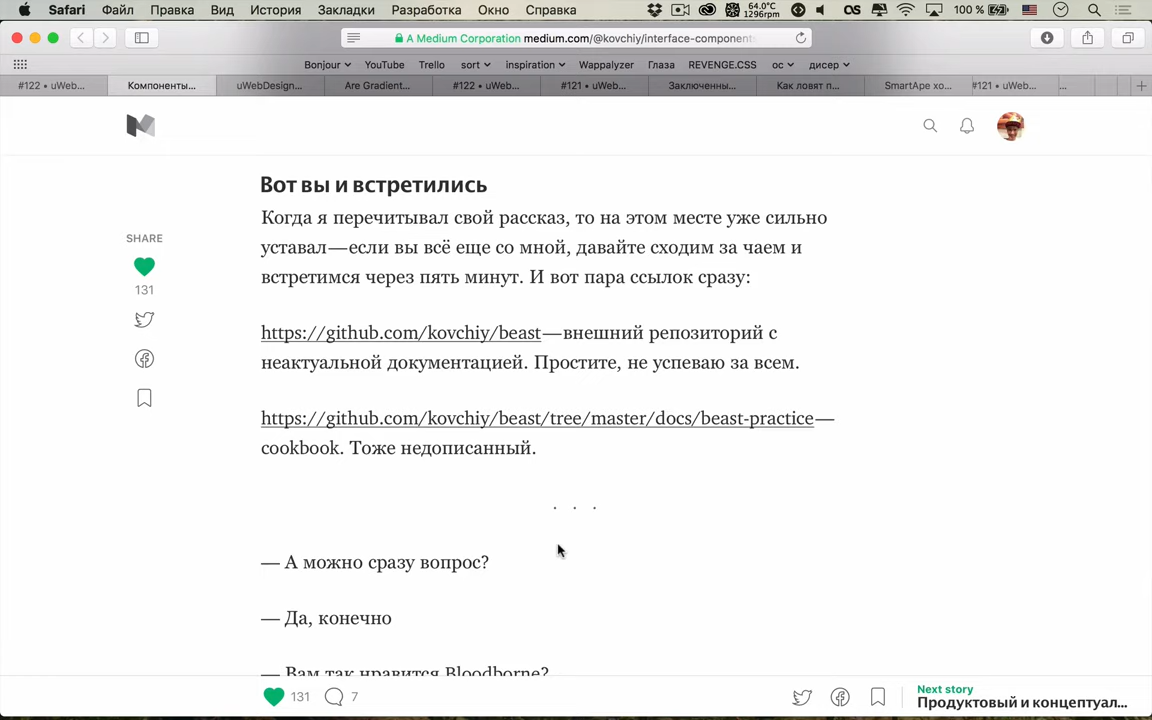 Safari Файл Правка Вид История Закладки Разработка Окно Справка 64.0°C 1296rpm 100 %
A Medium Corporation medium.com/@kovchiy/interface-component
Bonjour YouTube Trello sort inspiration Wappalyzer Глаза REVENGE.CSS ос дисер
#122 • uWeb... Компоненты... uWebDesign... Are Gradient... #122 • uWeb... #121 • uWeb... Заключенны... Как ловят п... SmartApe хо... #121 • uWeb... ...
Вот вы и встретились
Когда я перечитывал свой рассказ, то на этом месте уже сильно
уставал—если вы всё еще со мной, давайте сходим за чаем и
встретимся через пять минут. И вот пара ссылок сразу:
SHARE
131
https://github.com/kovchiy/beast—внешний репозиторий с
неактуальной документацией. Простите, не успеваю за всем.
https://github.com/kovchiy/beast/tree/master/docs/beast-practice—
cookbook. Тоже недописанный.
. . .
— А можно сразу вопрос?
— Да, конечно
— Вам так нравится Bloodborne?
131 7
Next story
Продуктовый и концептуал...